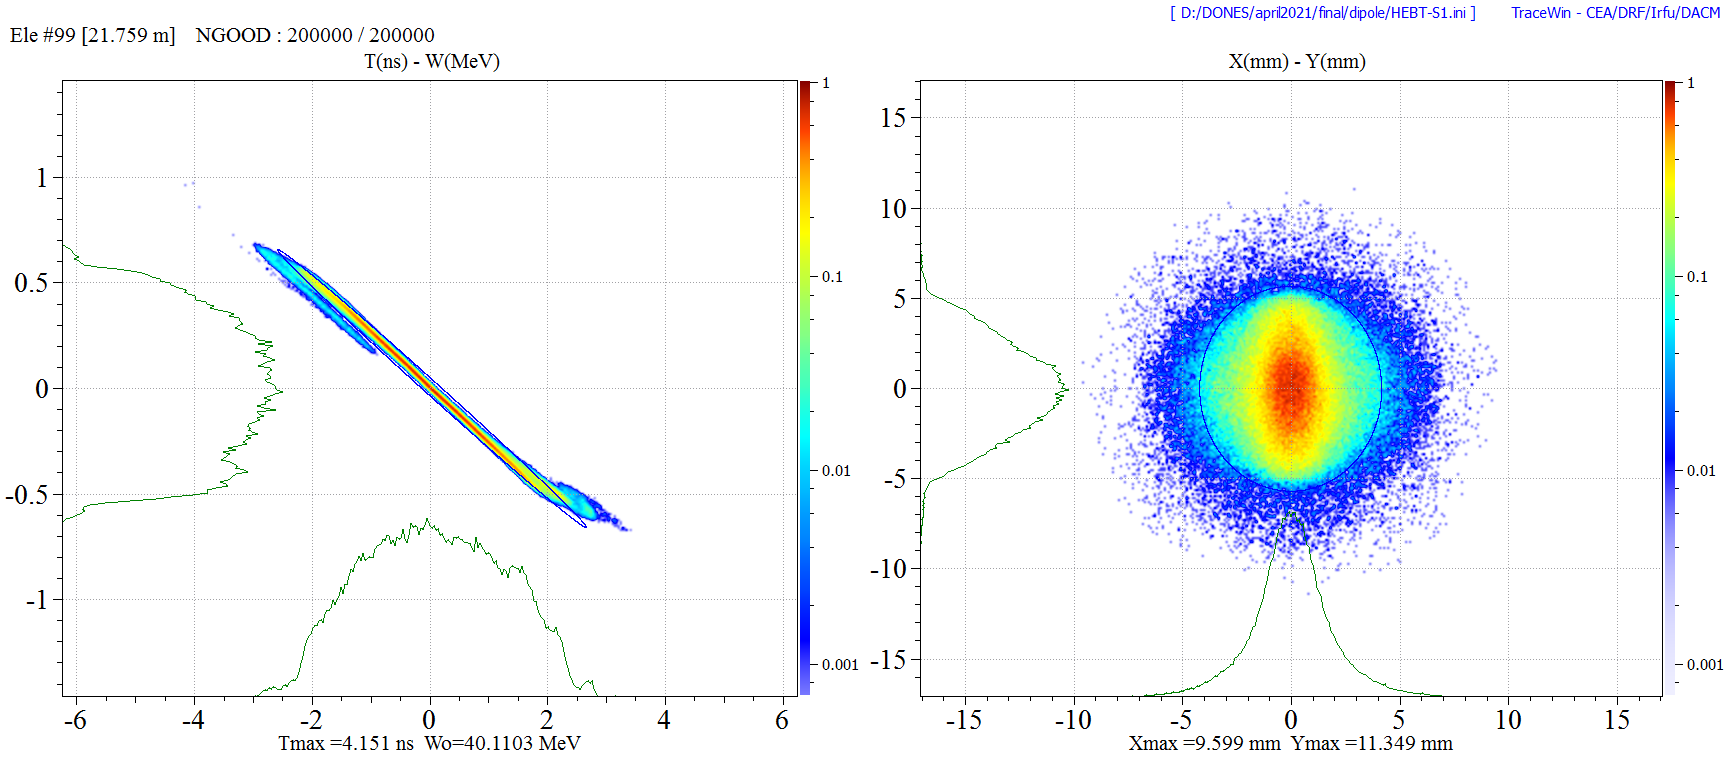 [ D:/DONES/april2021/final/dipole/HEBT-S1.ini ] TraceWin - CEA/DRF/Irfu/DACM
Ele #99 [21.759 m] NGOOD : 200000 / 200000
T(ns) - W(MeV)
X(mm) - Y(mm)
1
0.5
0
-0.5
-1
1
0.1
0.01
0.001
-6 -4 -2 0 2 4 6
Tmax =4.151 ns Wo=40.1103 MeV
15
10
5
0
-5
-10
-15
1
0.1
0.01
0.001
-15 -10 -5 0 5 10 15
Xmax =9.599 mm Ymax =11.349 mm